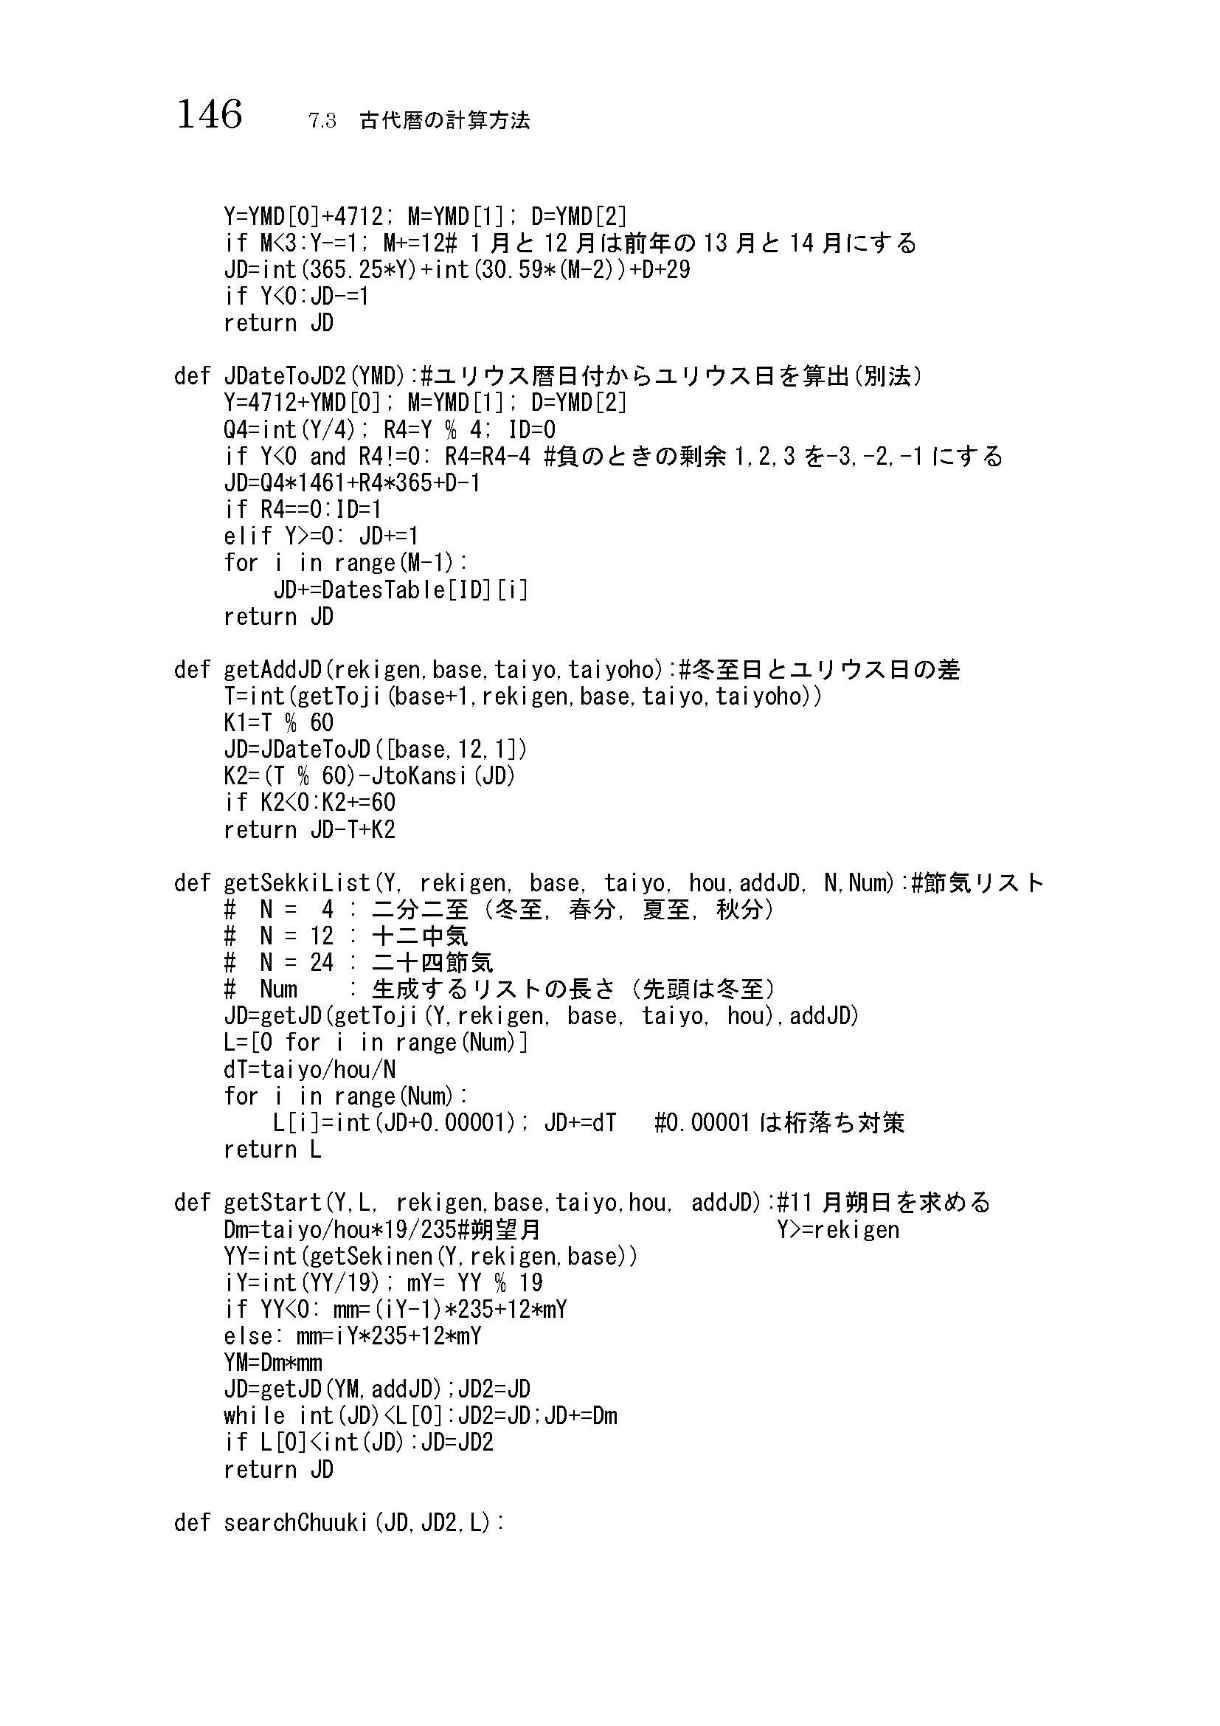 146 7.3 古代暦の計算方法
Y=YMD[0]+4712; M=YMD[1]; D=YMD[2]
if M<3:Y-=1; M+=12# 1 月と 12 月は前年の 13 月と 14 月にする
JD=int(365.25*Y)+int(30.59*(M-2))+D+29
if Y<0:JD-=1
return JD
def JDateToJD2(YMD):#ユリウス暦日付からユリウス日を算出(別法)
Y=4712+YMD[0]; M=YMD[1]; D=YMD[2]
Q4=int(Y/4); R4=Y % 4; ID=0
if Y<0 and R4!=0: R4=R4-4 #負のときの剰余 1,2,3 を-3,-2,-1 にする
JD=Q4*1461+R4*365+D-1
if R4==0:ID=1
elif Y>=0: JD+=1
for i in range(M-1):
JD+=DatesTable[ID][i]
return JD
def getAddJD(rekigen,base,taiyo,taiyoho):#冬至日とユリウス日の差
T=int(getToji(base+1,rekigen,base,taiyo,taiyoho))
K1=T % 60
JD=JDateToJD([base,12,1])
K2=(T % 60)-JtoKansi(JD)
if K2<0:K2+=60
return JD-T+K2
def getSekkiList(Y, rekigen, base, taiyo, hou,addJD, N,Num):#節気リスト
# N = 4 : 二分二至（冬至, 春分, 夏至, 秋分）
# N = 12 : 十二中気
# N = 24 : 二十四節気
# Num : 生成するリストの長さ（先頭は冬至）
JD=getJD(getToji(Y,rekigen, base, taiyo, hou),addJD)
L=[0 for i in range(Num)]
dT=taiyo/hou/N
for i in range(Num):
L[i]=int(JD+0.00001); JD+=dT #0.00001 は桁落ち対策
return L
def getStart(Y,L, rekigen,base,taiyo,hou, addJD):#11 月朔日を求める
Dm=taiyo/hou*19/235#朔望月 Y>=rekigen
YY=int(getSekinen(Y,rekigen,base))
iY=int(YY/19); mY= YY % 19
if YY<0: mm=(iY-1)*235+12*mY
else: mm=iY*235+12*mY
YM=Dm*mm
JD=getJD(YM,addJD);JD2=JD
while int(JD)<L[0]:JD2=JD;JD+=Dm
if L[0]<int(JD):JD=JD2
return JD
def searchChuuki(JD,JD2,L):